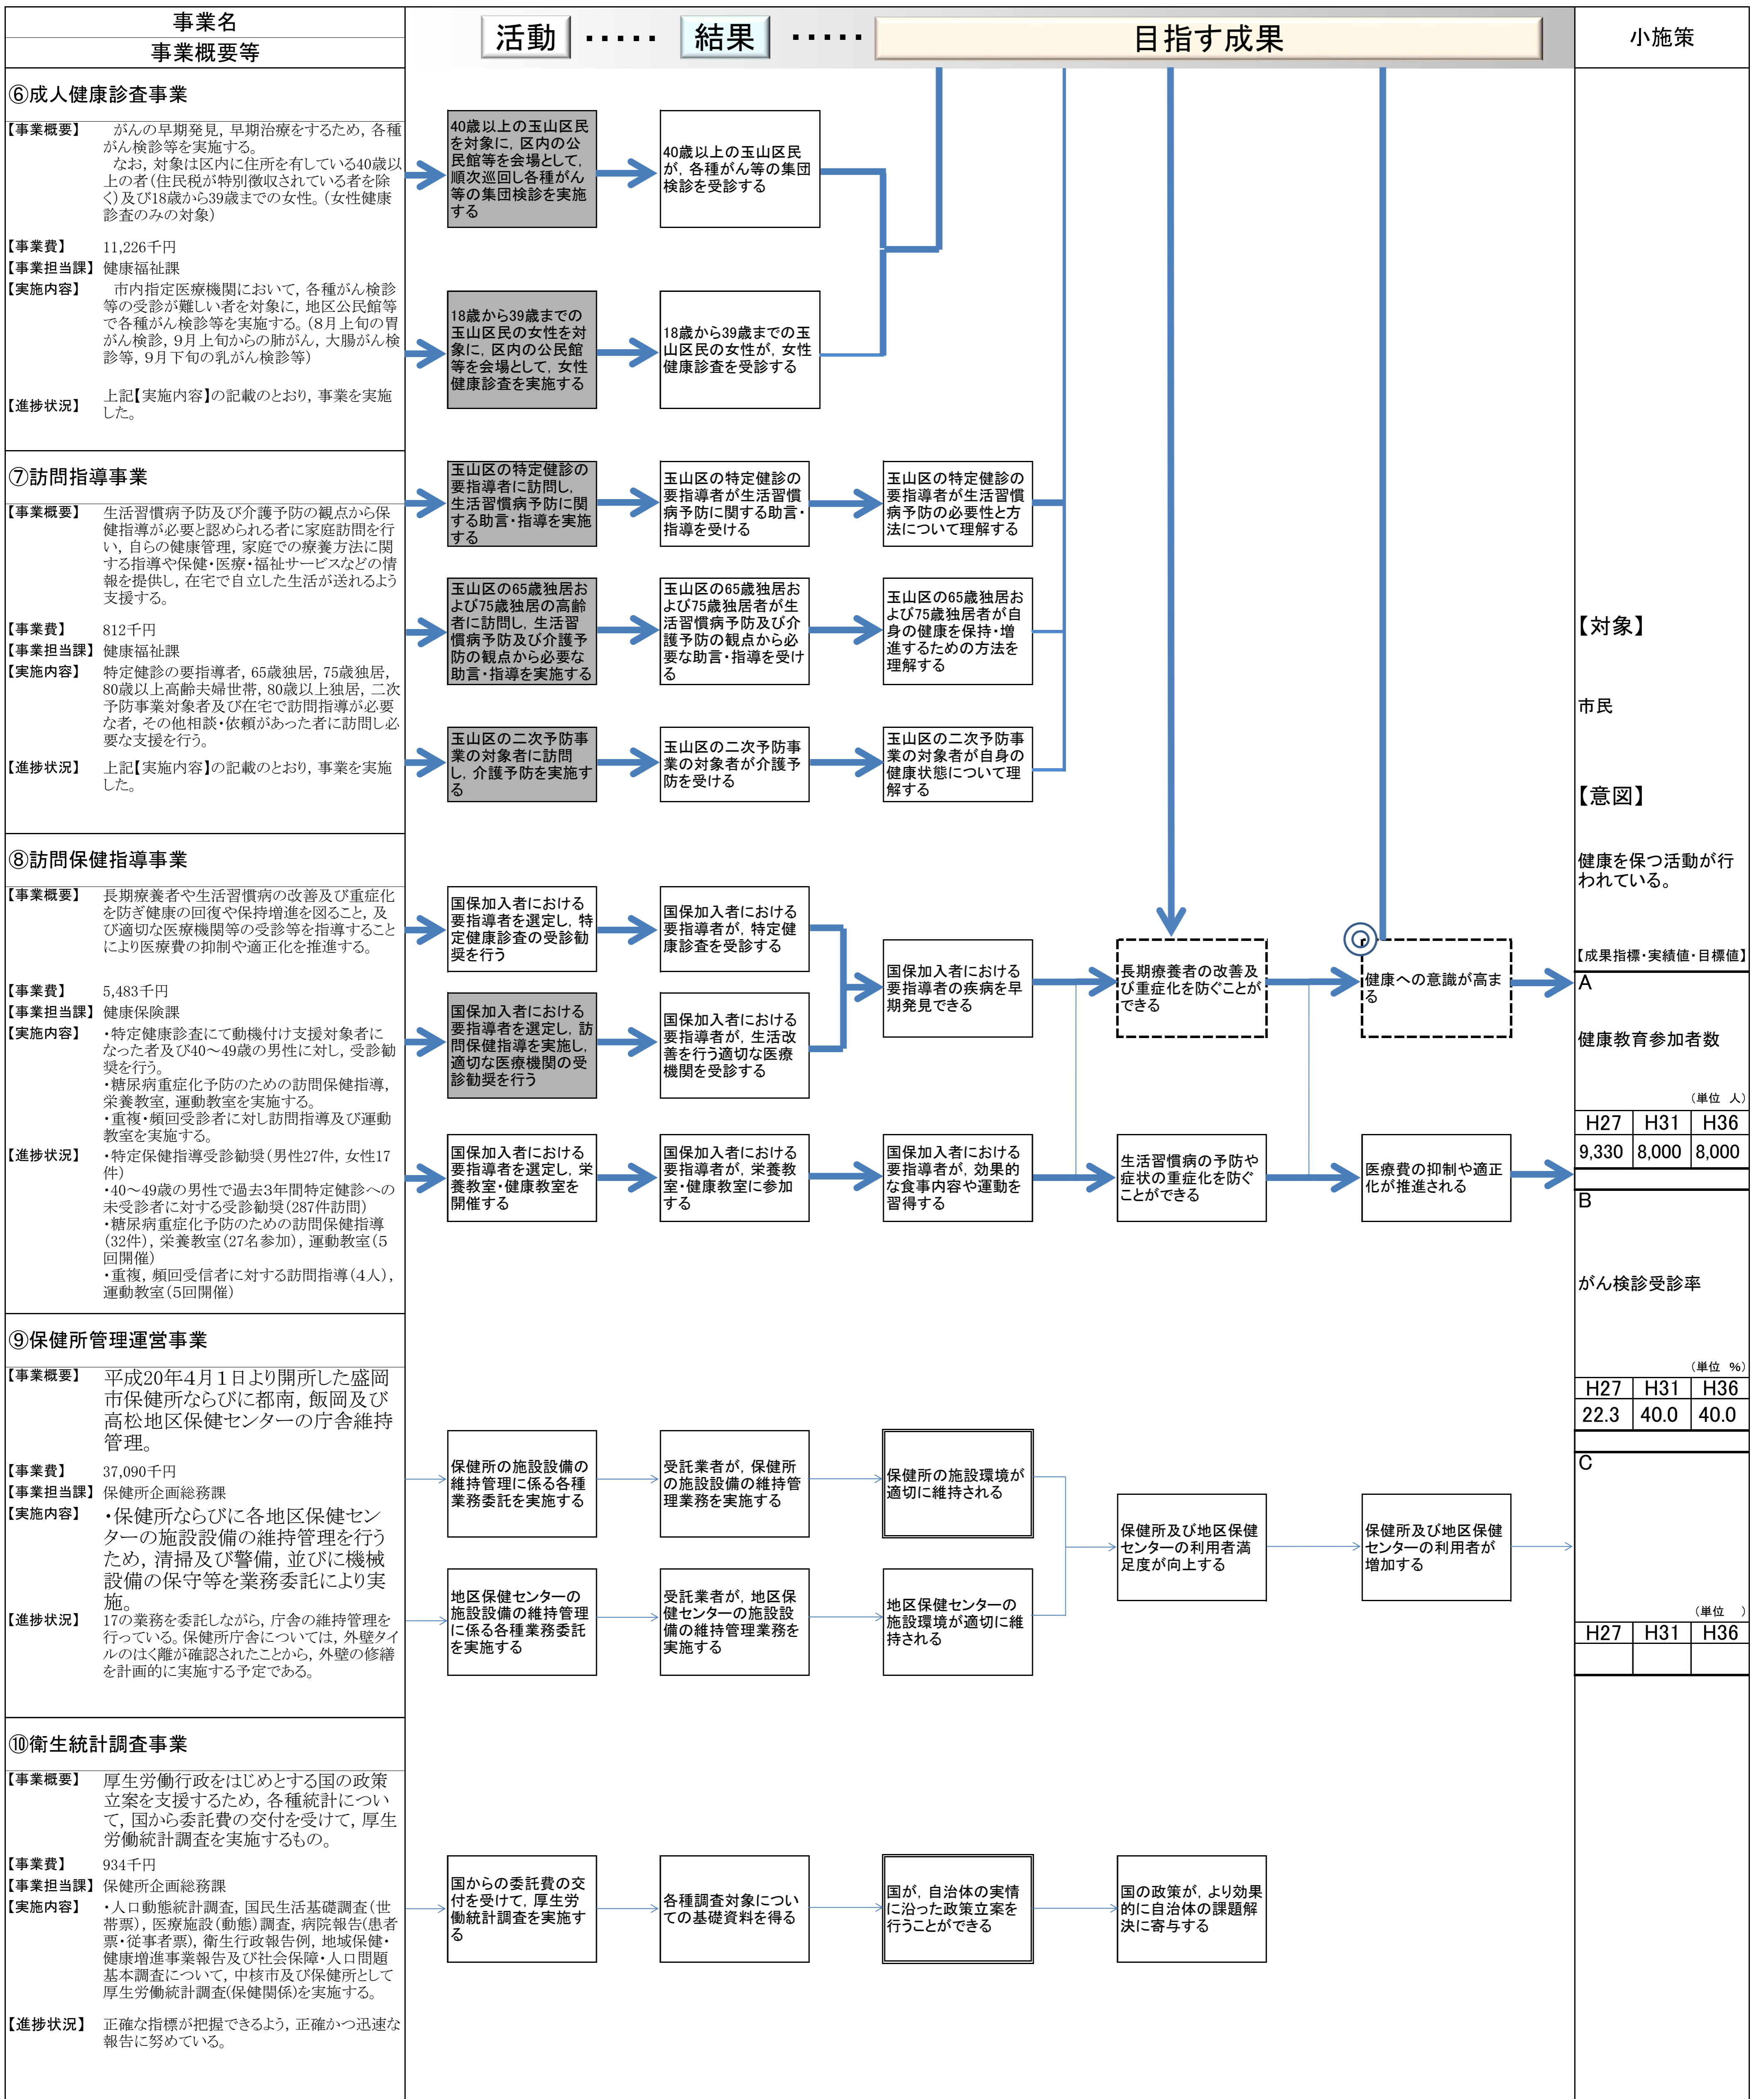 事業名
事業概要等
活動 ・・・・・ 結果 ・・・・・ 目指す成果
小施策
⑥成人健康診査事業
【事業概要】 がんの早期発見，早期治療をするため，各種
がん検診等を実施する。
なお，対象は区内に住所を有している40歳以
上の者（住民税が特別徴収されている者を除
く）及び18歳から39歳までの女性。（女性健康
診査のみの対象）
【事業費】 11,226千円
【事業担当課】 健康福祉課
【実施内容】 市内指定医療機関において，各種がん検診
等の受診が難しい者を対象に，地区公民館等
で各種がん検診等を実施する。（８月上旬の胃
がん検診，９月上旬からの肺がん，大腸がん検
診等，９月下旬の乳がん検診等）
【進捗状況】 上記【実施内容】の記載のとおり，事業を実施
した。
40歳以上の玉山区民
を対象に，区内の公
民館等を会場として，
順次巡回し各種がん
等の集団検診を実施
する
40歳以上の玉山区民
が，各種がん等の集団
検診を受診する
18歳から39歳までの
玉山区民の女性を対
象に，区内の公民館
等を会場として，女性
健康診査を実施する
18歳から39歳までの玉
山区民の女性が，女性
健康診査を受診する
⑦訪問指導事業
【事業概要】 生活習慣病予防及び介護予防の観点から保
健指導が必要と認められる者に家庭訪問を行
い，自らの健康管理，家庭での療養方法に関
する指導や保健・医療・福祉サービスなどの情
報を提供し，在宅で自立した生活が送れるよう
支援する。
【事業費】 812千円
【事業担当課】 健康福祉課
【実施内容】 特定健診の要指導者，65歳独居，75歳独居，
80歳以上高齢夫婦世帯，80歳以上独居，二次
予防事業対象者及び在宅で訪問指導が必要
な者，その他相談・依頼があった者に訪問し必
要な支援を行う。
【進捗状況】 上記【実施内容】の記載のとおり，事業を実施
した。
玉山区の特定健診の
要指導者に訪問し，
生活習慣病予防に関
する助言・指導を実施
する
玉山区の特定健診の
要指導者が生活習慣
病予防に関する助言・
指導を受ける
玉山区の特定健診の
要指導者が生活習慣
病予防の必要性と方
法について理解する
玉山区の65歳独居お
よび75歳独居の高齢
者に訪問し，生活習
慣病予防及び介護予
防の観点から必要な
助言・指導を実施する
玉山区の65歳独居お
よび75歳独居者が生
活習慣病予防及び介
護予防の観点から必
要な助言・指導を受け
る
玉山区の65歳独居お
よび75歳独居者が自
身の健康を保持・増
進するための方法を
理解する
玉山区の二次予防事
業の対象者に訪問
し，介護予防を実施す
る
玉山区の二次予防事
業の対象者が介護予
防を受ける
玉山区の二次予防事
業の対象者が自身の
健康状態について理
解する
⑧訪問保健指導事業
【事業概要】 長期療養者や生活習慣病の改善及び重症化
を防ぎ健康の回復や保持増進を図ること，及
び適切な医療機関等の受診等を指導すること
により医療費の抑制や適正化を推進する。
【事業費】 5,483千円
【事業担当課】 健康保険課
【実施内容】 ・特定健康診査にて動機付け支援対象者に
なった者及び40～49歳の男性に対し，受診勧
奨を行う。
・糖尿病重症化予防のための訪問保健指導，
栄養教室，運動教室を実施する。
・重複・頻回受診者に対し訪問指導及び運動
教室を実施する。
【進捗状況】 ・特定保健指導受診勧奨（男性27件，女性17
件）
・40～49歳の男性で過去３年間特定健診への
未受診者に対する受診勧奨（287件訪問）
・糖尿病重症化予防のための訪問保健指導
（32件），栄養教室（27名参加），運動教室（５
回開催）
・重複，頻回受信者に対する訪問指導（４人），
運動教室（５回開催）
国保加入者における
要指導者を選定し，特
定健康診査の受診勧
奨を行う
国保加入者における
要指導者が，特定健
康診査を受診する
国保加入者における
要指導者を選定し，訪
問保健指導を実施し，
適切な医療機関の受
診勧奨を行う
国保加入者における
要指導者が，生活改
善を行う適切な医療
機関を受診する
国保加入者における
要指導者の疾病を早
期発見できる
長期療養者の改善及
び重症化を防ぐことが
できる
◎
健康への意識が高ま
る
国保加入者における
要指導者を選定し，栄
養教室・健康教室を
開催する
国保加入者における
要指導者が，栄養教
室・健康教室に参加
する
国保加入者における
要指導者が，効果的
な食事内容や運動を
習得する
生活習慣病の予防や
症状の重症化を防ぐ
ことができる
医療費の抑制や適正
化が推進される
⑨保健所管理運営事業
【事業概要】 平成20年４月１日より開所した盛岡
市保健所ならびに都南，飯岡及び
高松地区保健センターの庁舎維持
管理。
【事業費】 37,090千円
【事業担当課】 保健所企画総務課
【実施内容】 ・保健所ならびに各地区保健セン
ターの施設設備の維持管理を行う
ため，清掃及び警備，並びに機械
設備の保守等を業務委託により実
施。
【進捗状況】 17の業務を委託しながら，庁舎の維持管理を
行っている。保健所庁舎については，外壁タイ
ルのはく離が確認されたことから，外壁の修繕
を計画的に実施する予定である。
保健所の施設設備の
維持管理に係る各種
業務委託を実施する
受託業者が，保健所
の施設設備の維持管
理業務を実施する
保健所の施設環境が
適切に維持される
地区保健センターの
施設設備の維持管理
に係る各種業務委託
を実施する
受託業者が，地区保
健センターの施設設
備の維持管理業務を
実施する
地区保健センターの
施設環境が適切に維
持される
保健所及び地区保健
センターの利用者満
足度が向上する
保健所及び地区保健
センターの利用者が
増加する
⑩衛生統計調査事業
【事業概要】 厚生労働行政をはじめとする国の政策
立案を支援するため，各種統計につい
て，国から委託費の交付を受けて，厚生
労働統計調査を実施するもの。
【事業費】 934千円
【事業担当課】 保健所企画総務課
【実施内容】 ・人口動態統計調査，国民生活基礎調査（世
帯票），医療施設（動態）調査，病院報告(患者
票・従事者票)，衛生行政報告例，地域保健・
健康増進事業報告及び社会保障・人口問題
基本調査について，中核市及び保健所として
厚生労働統計調査(保健関係)を実施する。
【進捗状況】 正確な指標が把握できるよう，正確かつ迅速な
報告に努めている。
国からの委託費の交
付を受けて，厚生労
働統計調査を実施す
る
各種調査対象につい
ての基礎資料を得る
国が，自治体の実情
に沿った政策立案を
行うことができる
国の政策が，より効果
的に自治体の課題解
決に寄与する
【対象】
市民
【意図】
健康を保つ活動が行
われている。
【成果指標・実績値・目標値】
A
健康教育参加者数
（単位 人）
H27 H31 H36
9,330 8,000 8,000
B
がん検診受診率
（単位 %）
H27 H31 H36
22.3 40.0 40.0
C
（単位 ）
H27 H31 H36